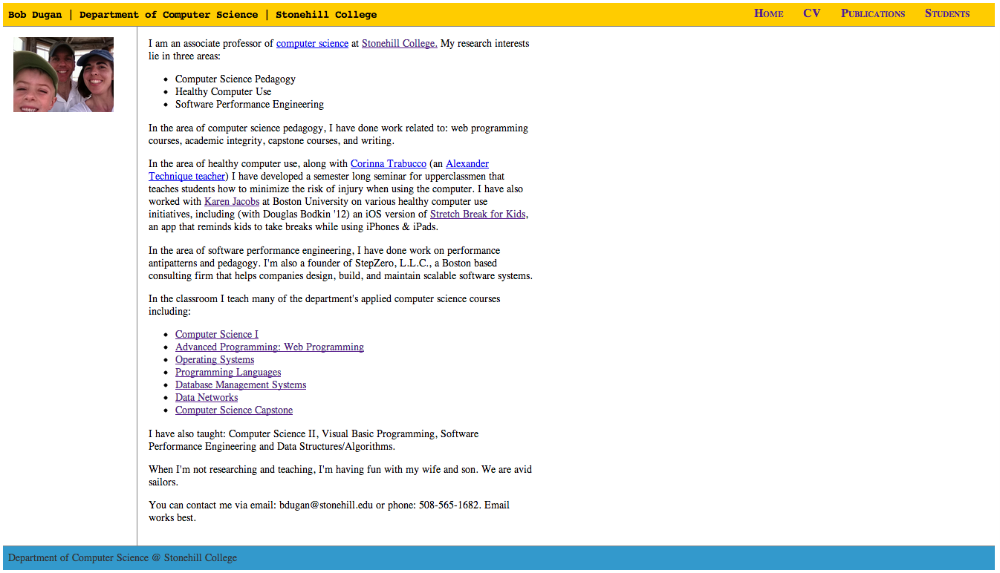 Bob Dugan | Department of Computer Science | Stonehill College
Home CV Publications Students
I am an associate professor of computer science at Stonehill College. My research interests
lie in three areas:
• Computer Science Pedagogy
• Healthy Computer Use
• Software Performance Engineering
In the area of computer science pedagogy, I have done work related to: web programming
courses, academic integrity, capstone courses, and writing.
In the area of healthy computer use, along with Corinna Trabucco (an Alexander
Technique teacher) I have developed a semester long seminar for upperclassmen that
teaches students how to minimize the risk of injury when using the computer. I have also
worked with Karen Jacobs at Boston University on various healthy computer use
initiatives, including (with Douglas Bodkin '12) an iOS version of Stretch Break for Kids,
an app that reminds kids to take breaks while using iPhones & iPads.
In the area of software performance engineering, I have done work on performance
antipatterns and pedagogy. I'm also a founder of StepZero, L.L.C., a Boston based
consulting firm that helps companies design, build, and maintain scalable software systems.
In the classroom I teach many of the department's applied computer science courses
including:
• Computer Science I
• Advanced Programming: Web Programming
• Operating Systems
• Programming Languages
• Database Management Systems
• Data Networks
• Computer Science Capstone
I have also taught: Computer Science II, Visual Basic Programming, Software
Performance Engineering and Data Structures/Algorithms.
When I'm not researching and teaching, I'm having fun with my wife and son. We are avid
sailors.
You can contact me via email: bdugan@stonehill.edu or phone: 508-565-1682. Email
works best.
Department of Computer Science @ Stonehill College